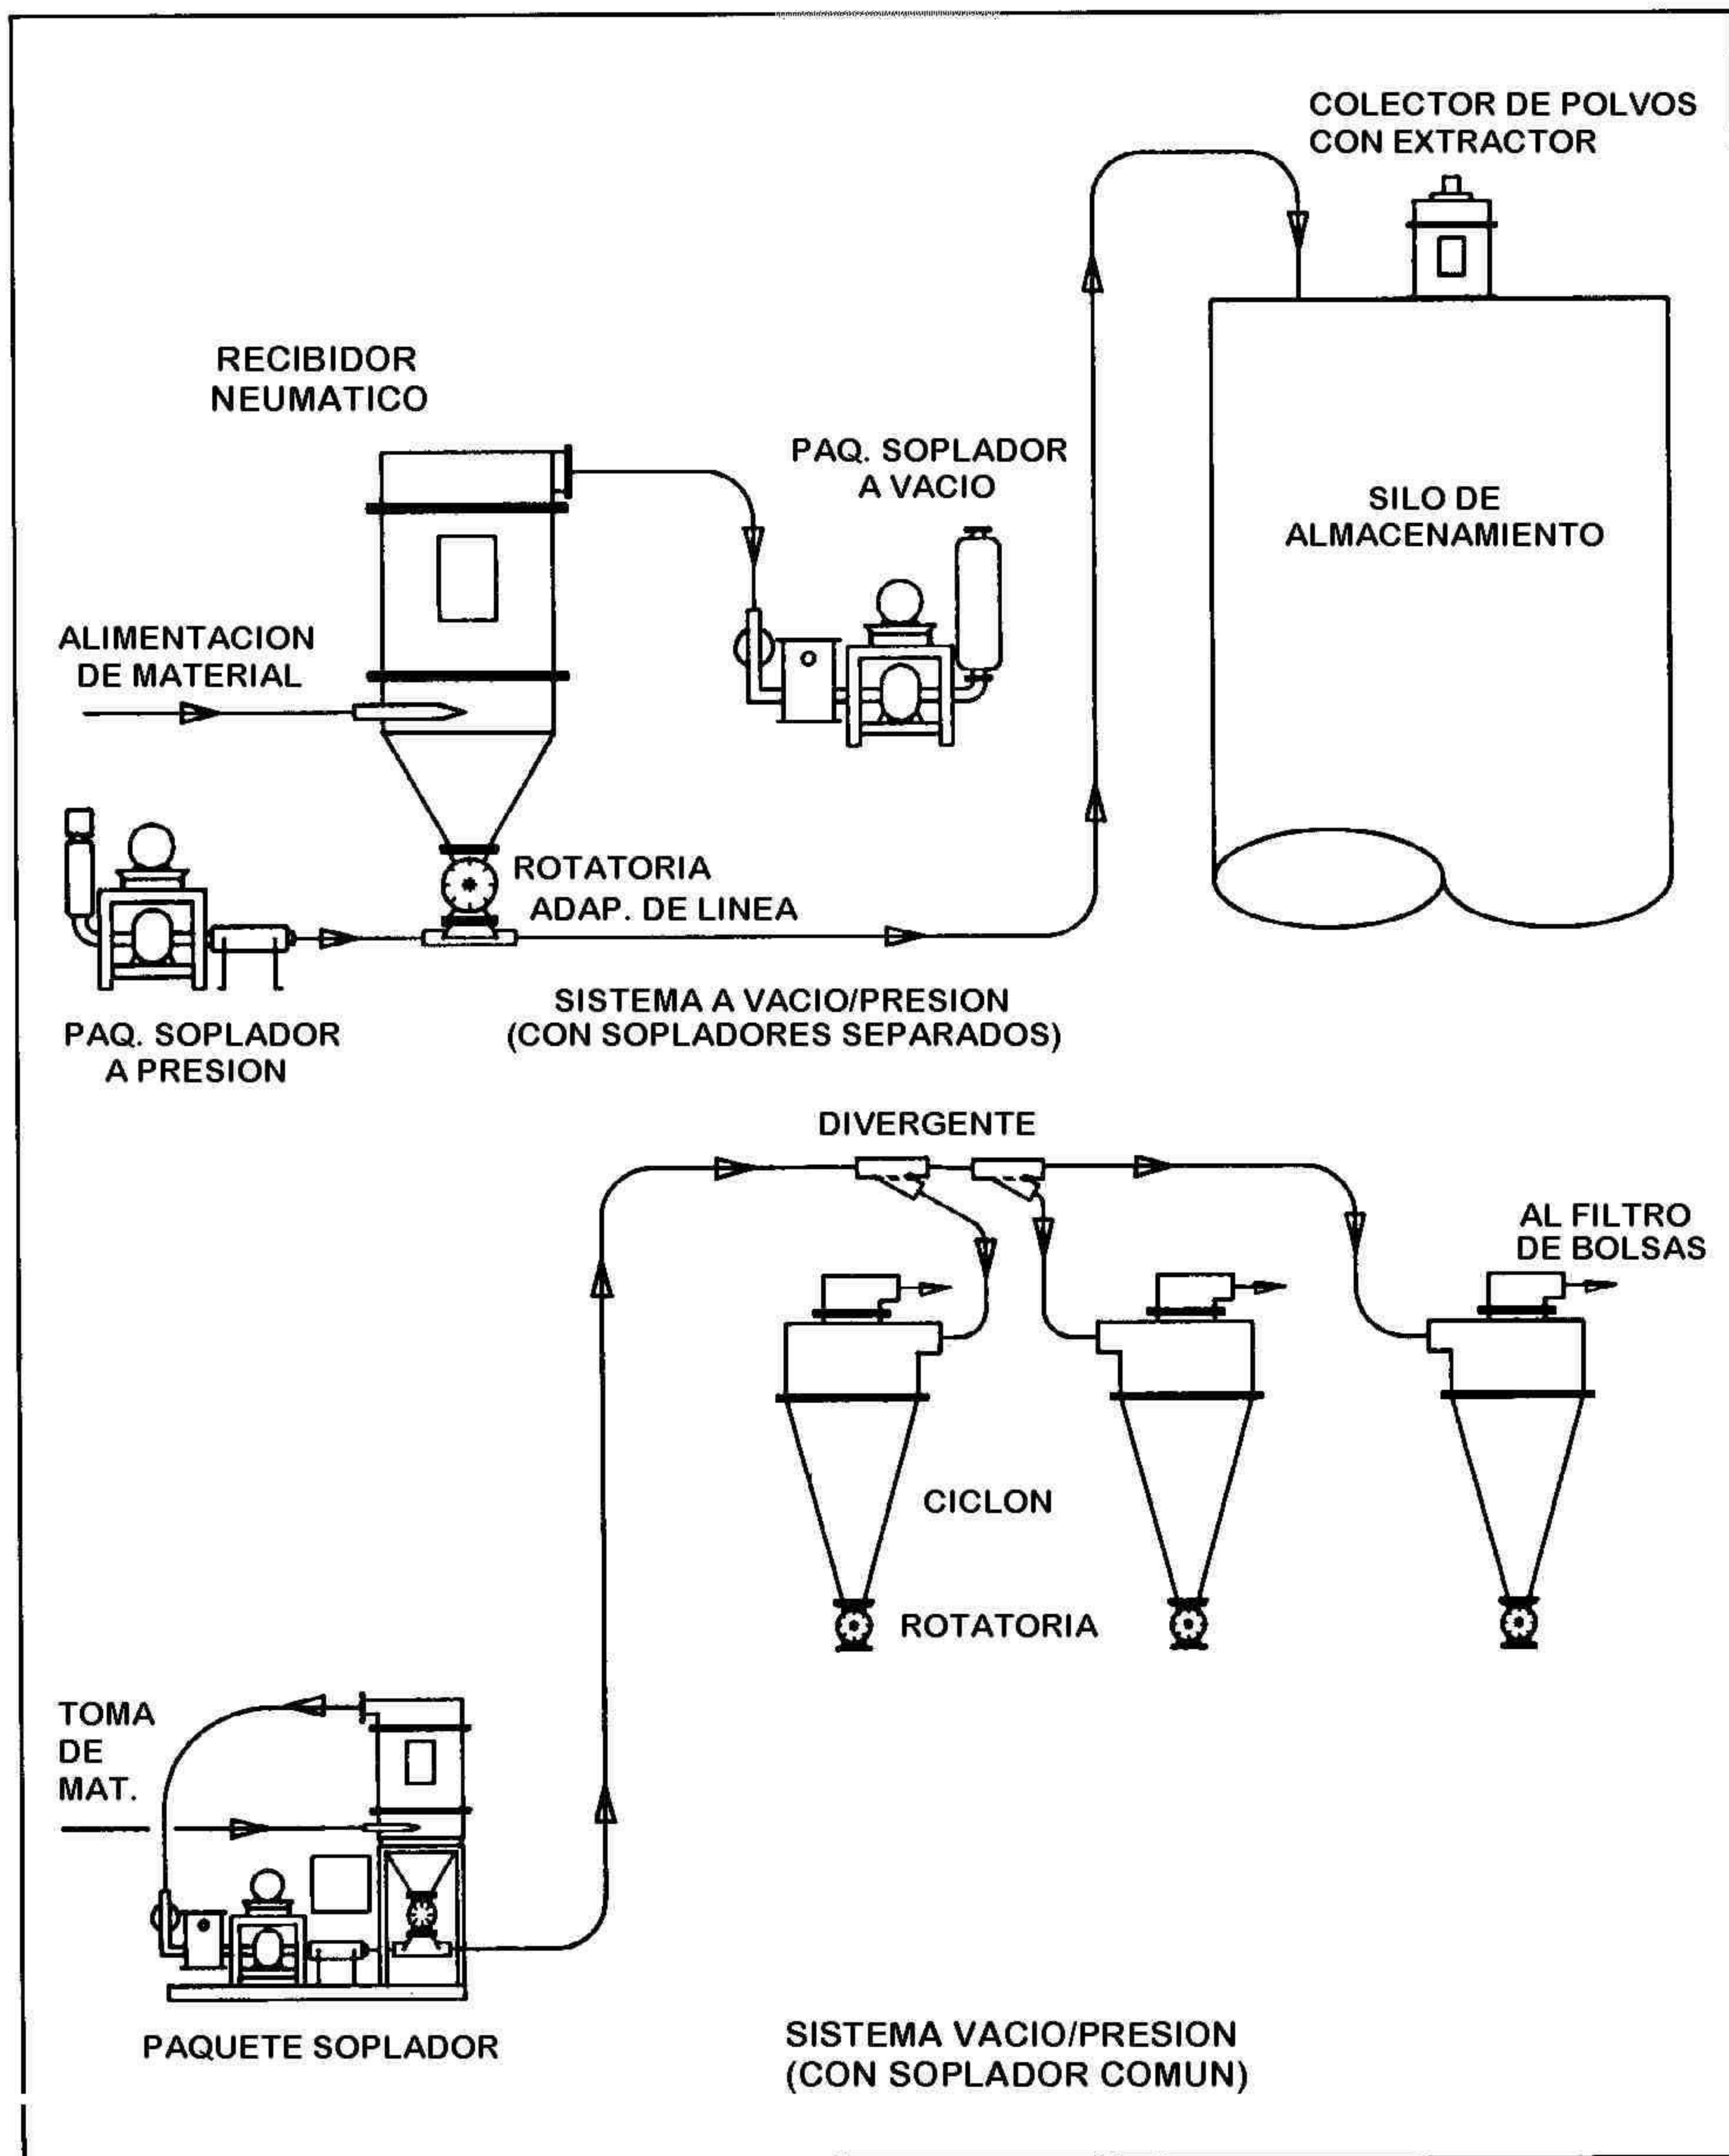 COLECTOR DE POLVOS
CON EXTRACTOR
RECIBIDOR
NEUMATICO
PAQ. SOPLADOR
A VACIO
SILO DE
ALMACENAMIENTO
ALIMENTACION
DE MATERIAL
ROTATORIA
ADAP. DE LINEA
PAQ. SOPLADOR
A PRESION
SISTEMA A VACIO/PRESION
(CON SOPLADORES SEPARADOS)
DIVERGENTE
AL FILTRO
DE BOLSAS
CICLON
ROTATORIA
TOMA
DE
MAT.
PAQUETE SOPLADOR
SISTEMA VACIO/PRESION
(CON SOPLADOR COMUN)